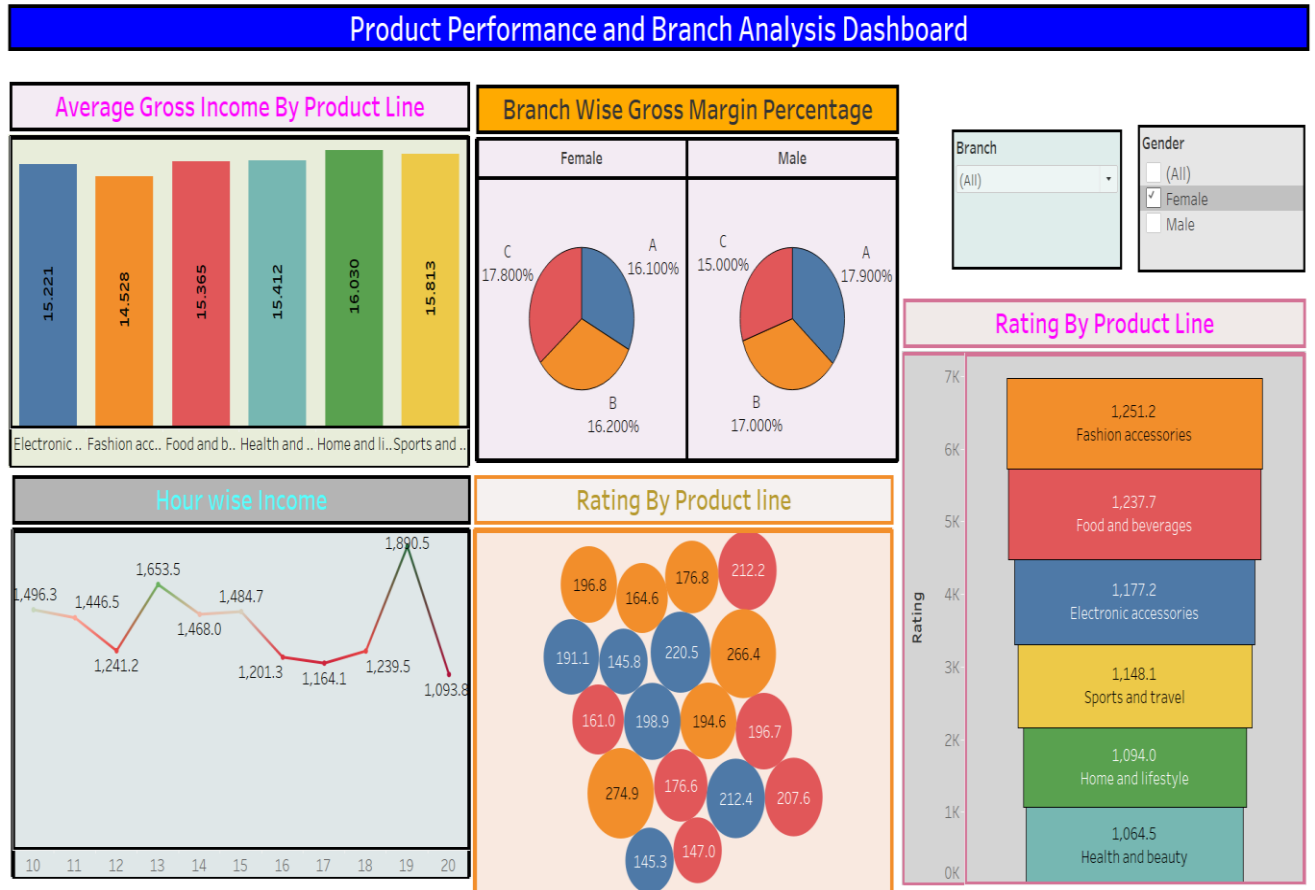 Product Performance and Branch Analysis Dashboard
Average Gross Income By Product Line
15.221
14.528
15.365
15.412
16.030
15.813
Electronic .. Fashion acc.. Food and b.. Health and .. Home and li.. Sports and ..
Branch Wise Gross Margin Percentage
Female Male
C
17.800%
A
16.100%
B
16.200%
C
15.000%
A
17.900%
B
17.000%
Branch
(All)
Gender
(All)
Female
Male
Hour wise Income
1,496.3
1,446.5
1,241.2
1,653.5
1,468.0
1,484.7
1,201.3
1,164.1
1,239.5
1,890.5
1,093.8
10 11 12 13 14 15 16 17 18 19 20
Rating By Product line
196.8 164.6 176.8 212.2
191.1 145.8 220.5 266.4
161.0 198.9 194.6 196.7
274.9 176.6 212.4 207.6
145.3 147.0
Rating By Product Line
Rating
7K
6K
5K
4K
3K
2K
1K
0K
1,251.2
Fashion accessories
1,237.7
Food and beverages
1,177.2
Electronic accessories
1,148.1
Sports and travel
1,094.0
Home and lifestyle
1,064.5
Health and beauty